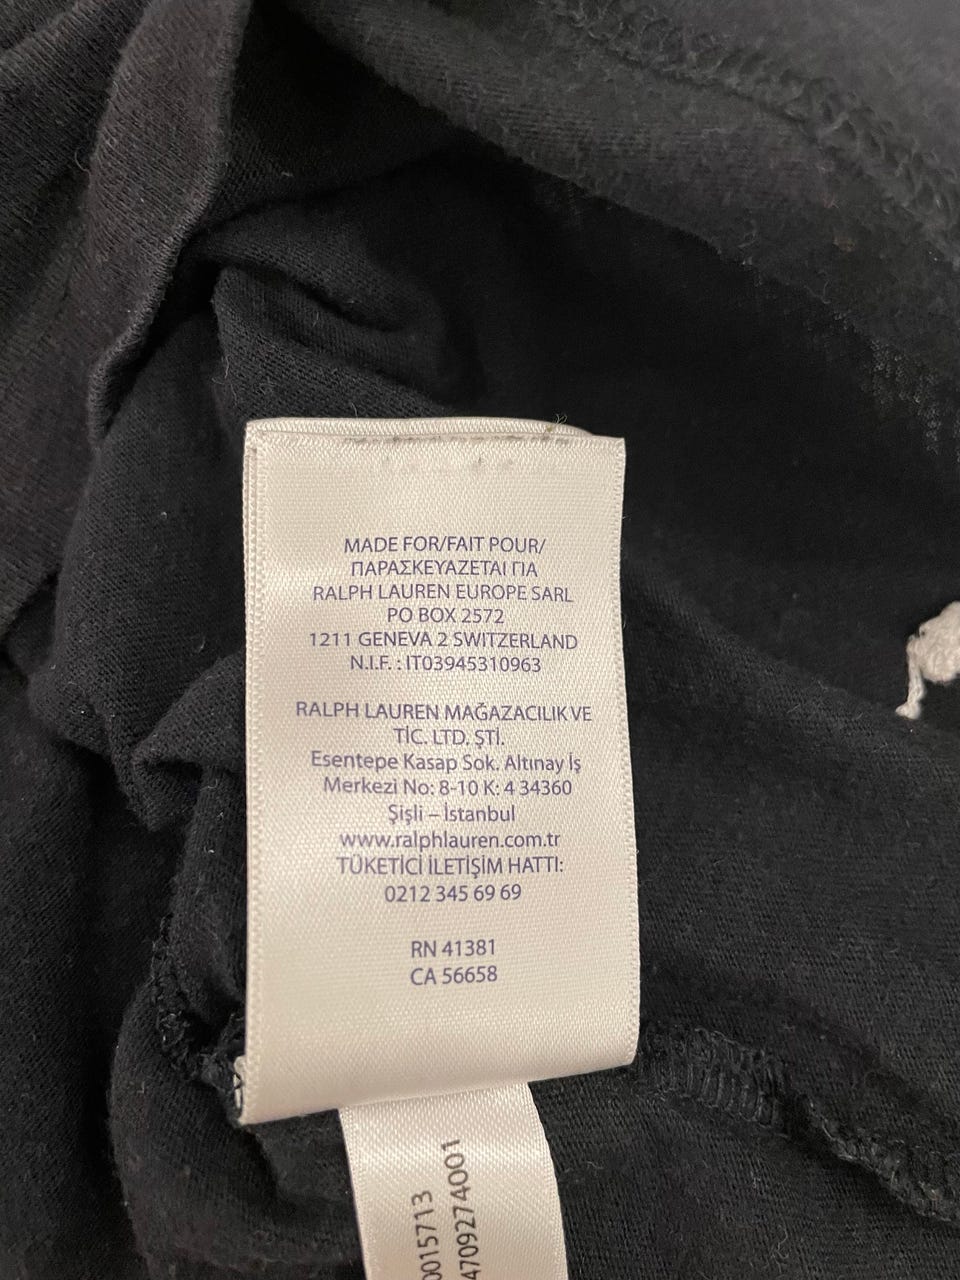 MADE FOR/FAIT POUR/
ΠΑΡΑΣΚΕΥΑΖΕΤΑΙ ΓΙΑ
RALPH LAUREN EUROPE SARL
PO BOX 2572
1211 GENEVA 2 SWITZERLAND
N.I.F. : IT03945310963
RALPH LAUREN MAĞAZACILIK VE
TİC. LTD. ŞTİ.
Esentepe Kasap Sok. Altınay İş
Merkezi No: 8-10 K: 4 34360
Şişli – İstanbul
www.ralphlauren.com.tr
TÜKETİCİ İLETİŞİM HATTI:
0212 345 69 69
RN 41381
CA 56658
0015713
4709274001